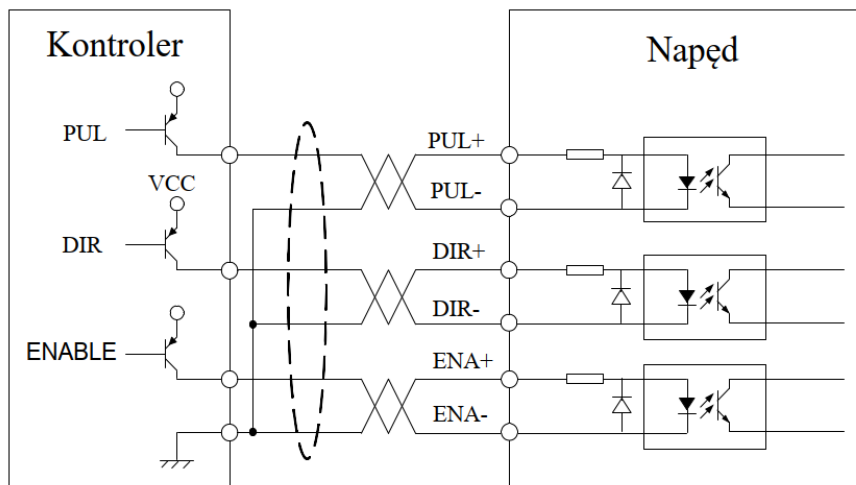 Kontroler
Napęd
PUL
PUL+
PUL-
VCC
DIR
DIR+
DIR-
ENABLE
ENA+
ENA-